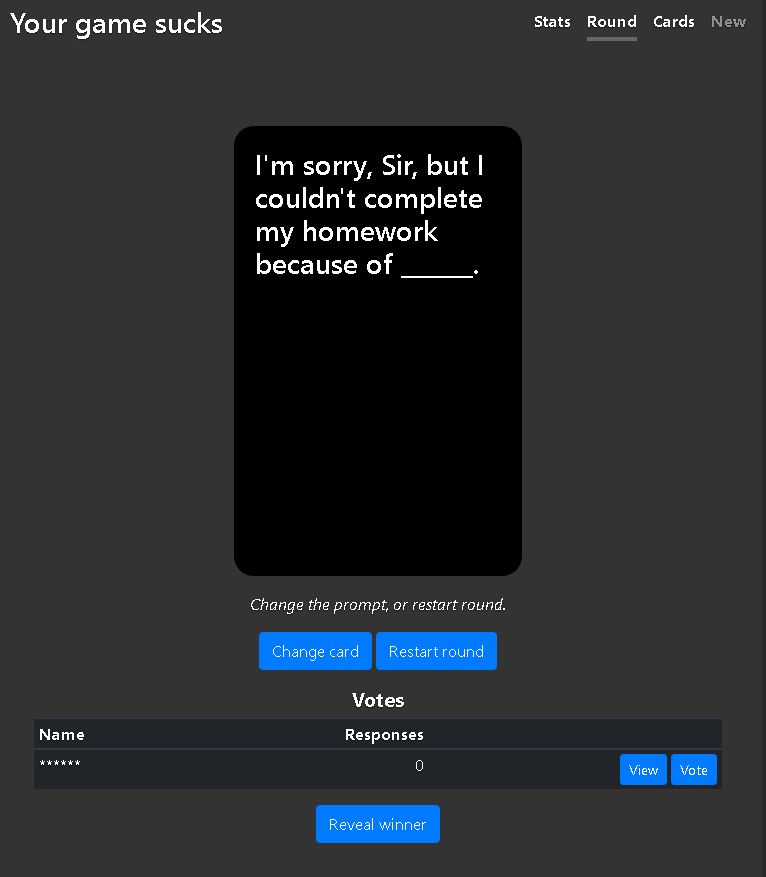 Your game sucks
Stats Round Cards New
I'm sorry, Sir, but I
couldn't complete
my homework
because of ______.
Change the prompt, or restart round.
Change card Restart round
Votes
Name Responses
****** 0 View Vote
Reveal winner